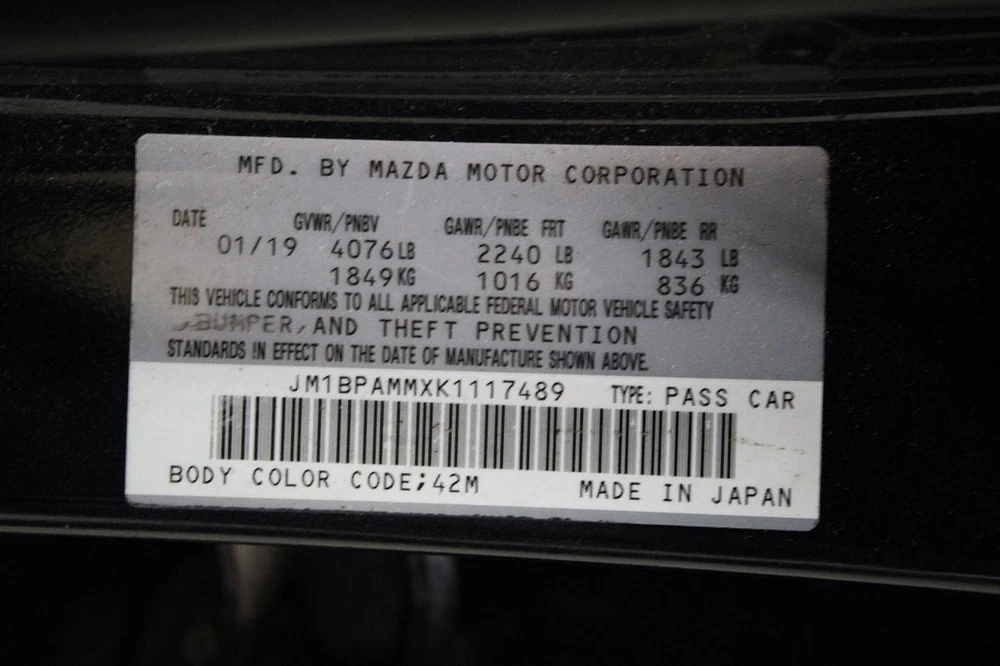 MFD. BY MAZDA MOTOR CORPORATION
DATE GVWR/PNBV GAWR/PNBE FRT GAWR/PNBE RR
01/19 4076LB 2240 LB 1843 LB
1849KG 1016 KG 836 KG
THIS VEHICLE CONFORMS TO ALL APPLICABLE FEDERAL MOTOR VEHICLE SAFETY
,BUMPER,AND THEFT PREVENTION
STANDARDS IN EFFECT ON THE DATE OF MANUFACTURE SHOWN ABOVE.
JM1BPAMMXK1117489 TYPE: PASS CAR
BODY COLOR CODE;42M MADE IN JAPAN